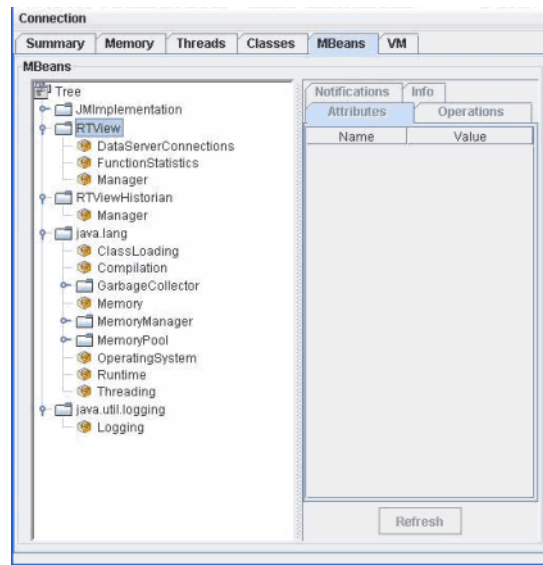 Connection
Summary Memory Threads Classes MBeans VM
MBeans
Tree
JMImplementation
RTView
DataServerConnections
FunctionStatistics
Manager
RTViewHistorian
Manager
java.lang
ClassLoading
Compilation
GarbageCollector
Memory
MemoryManager
MemoryPool
OperatingSystem
Runtime
Threading
java.util.logging
Logging
Notifications Info
Attributes Operations
Name Value
Refresh